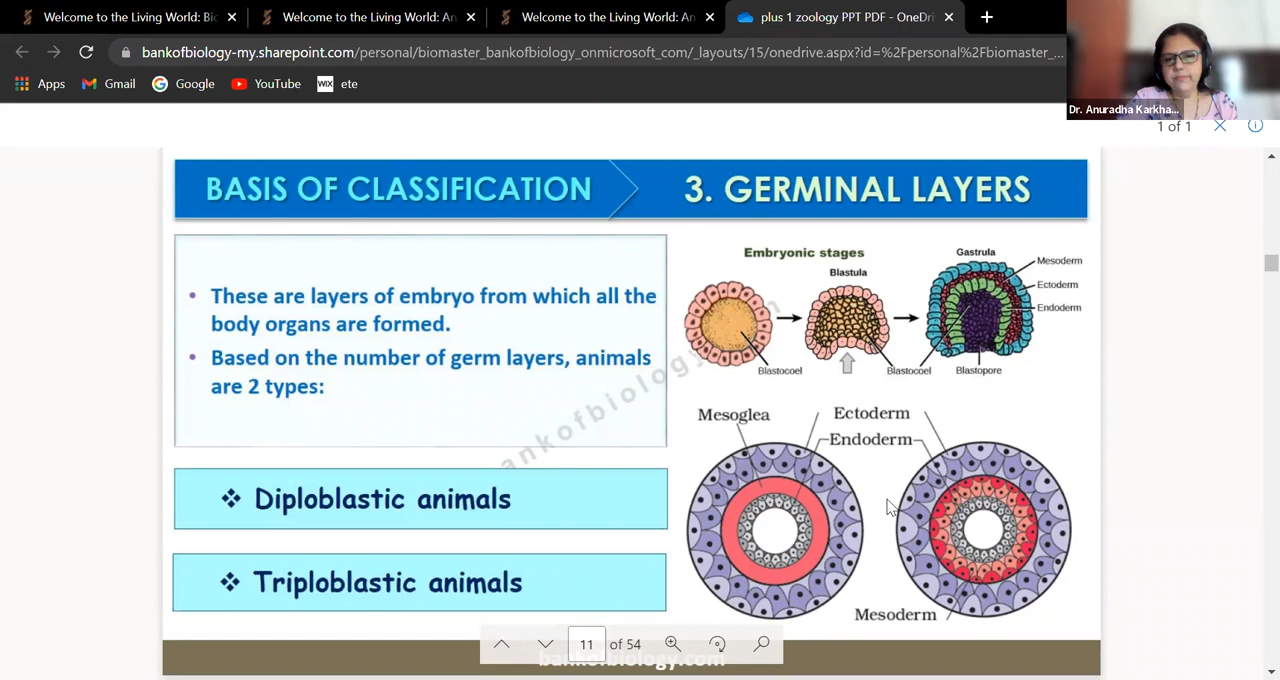 Welcome to the Living World: Bio
Welcome to the Living World: An
Welcome to the Living World: An
plus 1 zoology PPT PDF - OneDri
bankofbiology-my.sharepoint.com/personal/biomaster_bankofbiology_onmicrosoft_com/_layouts/15/onedrive.aspx?id=%2Fpersonal%2Fbiomaster_...
Apps
Gmail
Google
YouTube
WIX
ete
Dr. Anuradha Karkha...
1 of 1
BASIS OF CLASSIFICATION
3. GERMINAL LAYERS
• These are layers of embryo from which all the
body organs are formed.
• Based on the number of germ layers, animals
are 2 types:
❖ Diploblastic animals
❖ Triploblastic animals
Embryonic stages
Blastula
Gastrula
Mesoderm
Ectoderm
Endoderm
Blastocoel
Blastocoel
Blastopore
Mesoglea
Ectoderm
Endoderm
Mesoderm
11 of 54
bankofbiology.com